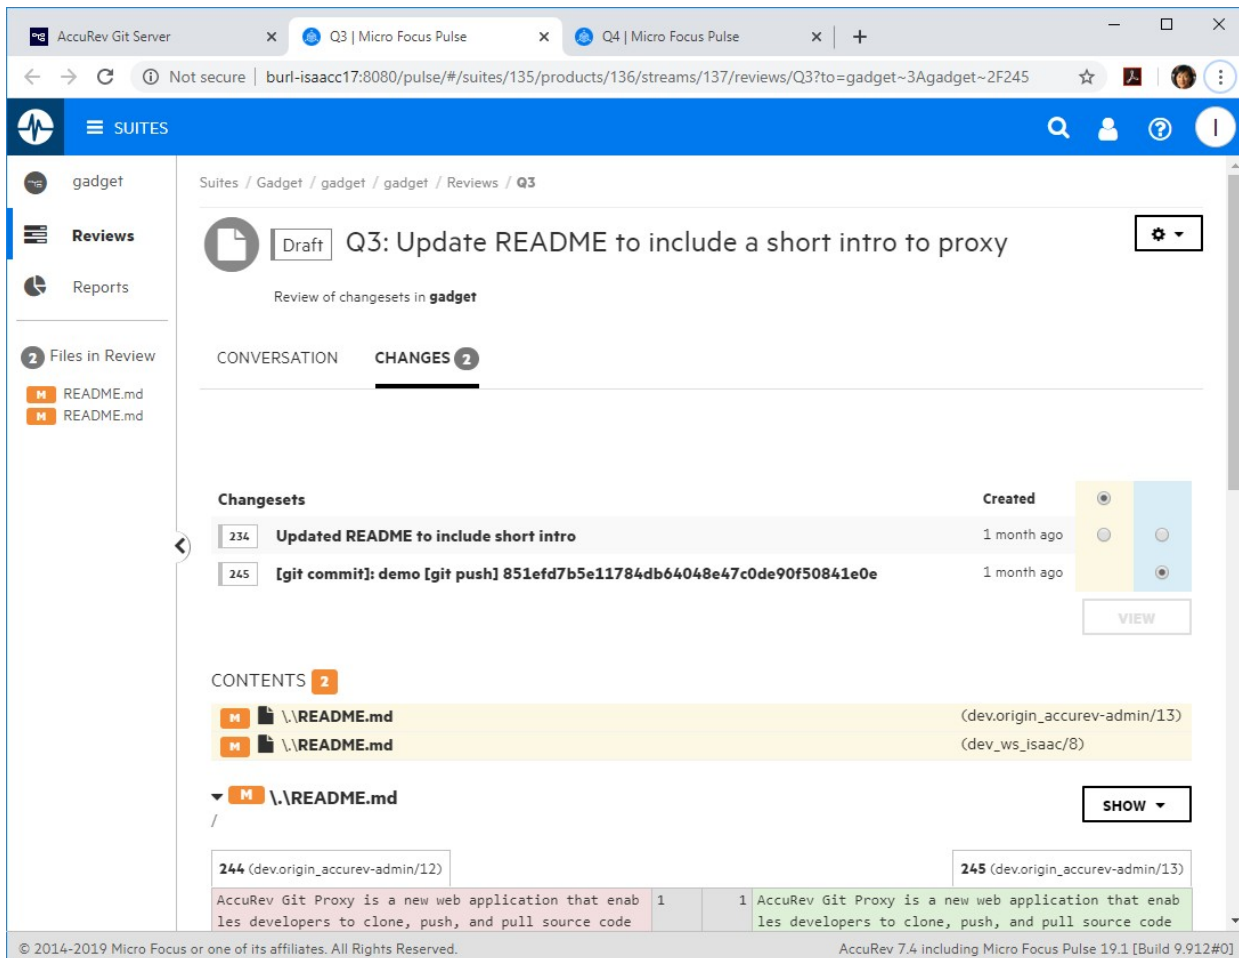 AccuRev Git Server
Q3 | Micro Focus Pulse
Q4 | Micro Focus Pulse
Not secure | burl-isaacc17:8080/pulse/#/suites/135/products/136/streams/137/reviews/Q3?to=gadget~3Agadget~2F245
SUITES
I
gadget
Reviews
Reports
2 Files in Review
M README.md
M README.md
Suites / Gadget / gadget / gadget / Reviews / Q3
Draft Q3: Update README to include a short intro to proxy
Review of changesets in gadget
CONVERSATION CHANGES 2
Changesets Created
234 Updated README to include short intro 1 month ago
245 [git commit]: demo [git push] 851efd7b5e11784db64048e47c0de90f50841e0e 1 month ago
VIEW
CONTENTS 2
M \.\README.md (dev.origin_accurev-admin/13)
M \.\README.md (dev_ws_isaac/8)
M \.\README.md SHOW
/
244 (dev.origin_accurev-admin/12) 245 (dev.origin_accurev-admin/13)
AccuRev Git Proxy is a new web application that enab 1 1 AccuRev Git Proxy is a new web application that enab
les developers to clone, push, and pull source code les developers to clone, push, and pull source code
© 2014-2019 Micro Focus or one of its affiliates. All Rights Reserved. AccuRev 7.4 including Micro Focus Pulse 19.1 [Build 9.912#0]